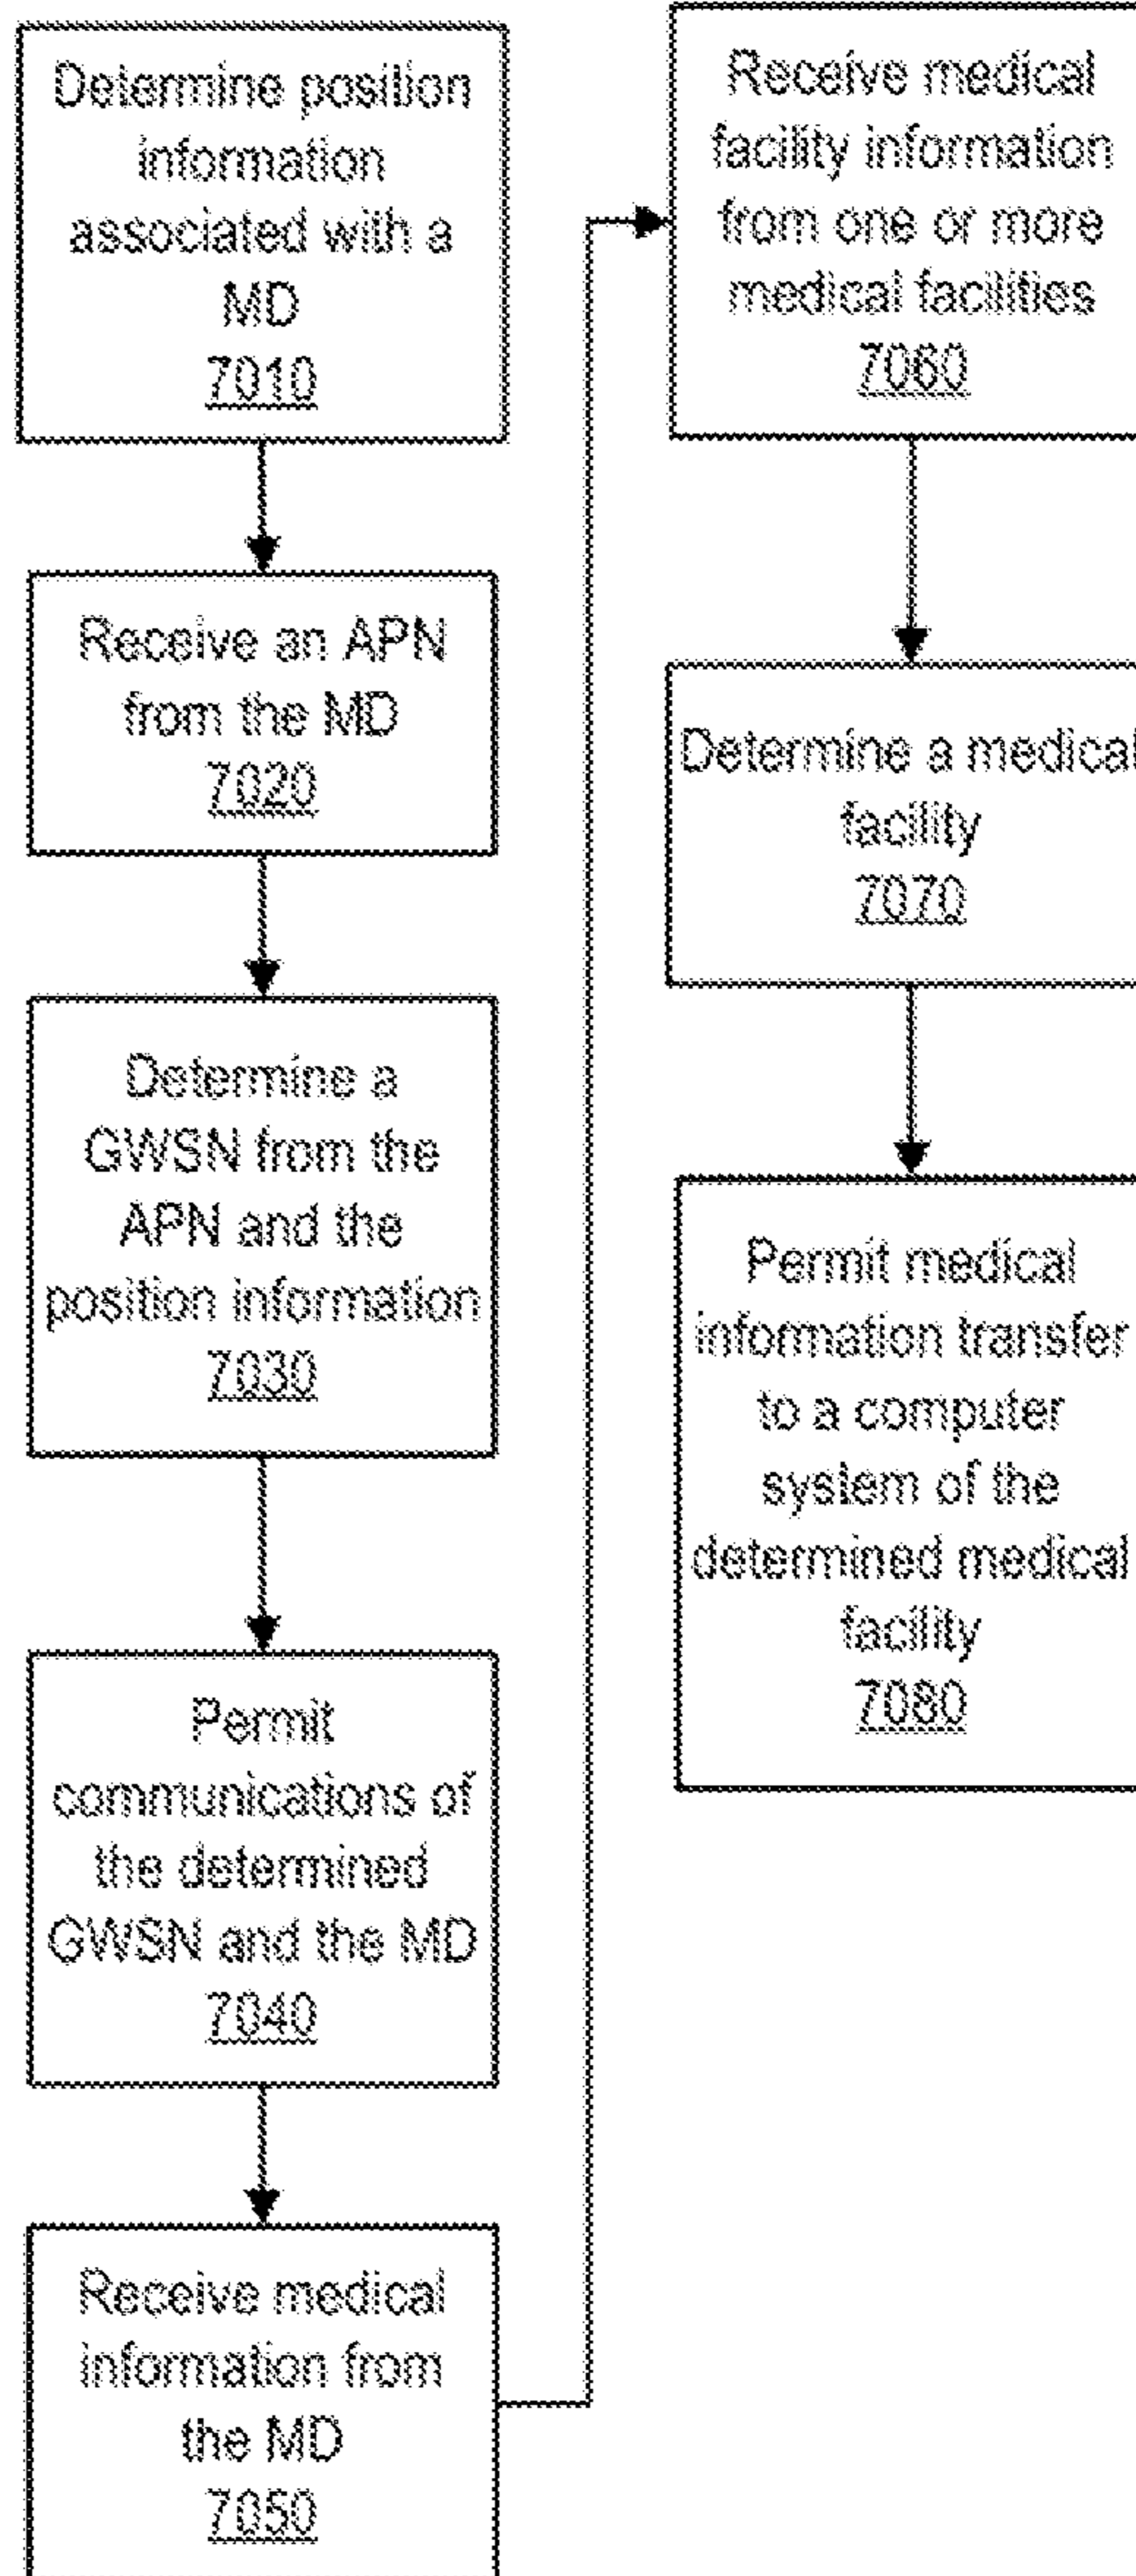 Determine position
information
associated with a
MD
7010
Receive an APN
from the MD
7020
Determine a
GWSN from the
APN and the
position information
7030
Permit
communications of
the determined
GWSN and the MD
7040
Receive medical
information from
the MD
7050
Receive medical
facility information
from one or more
medical facilities
7060
Determine a medical
facility
7070
Permit medical
information transfer
to a computer
system of the
determined medical
facility
7080